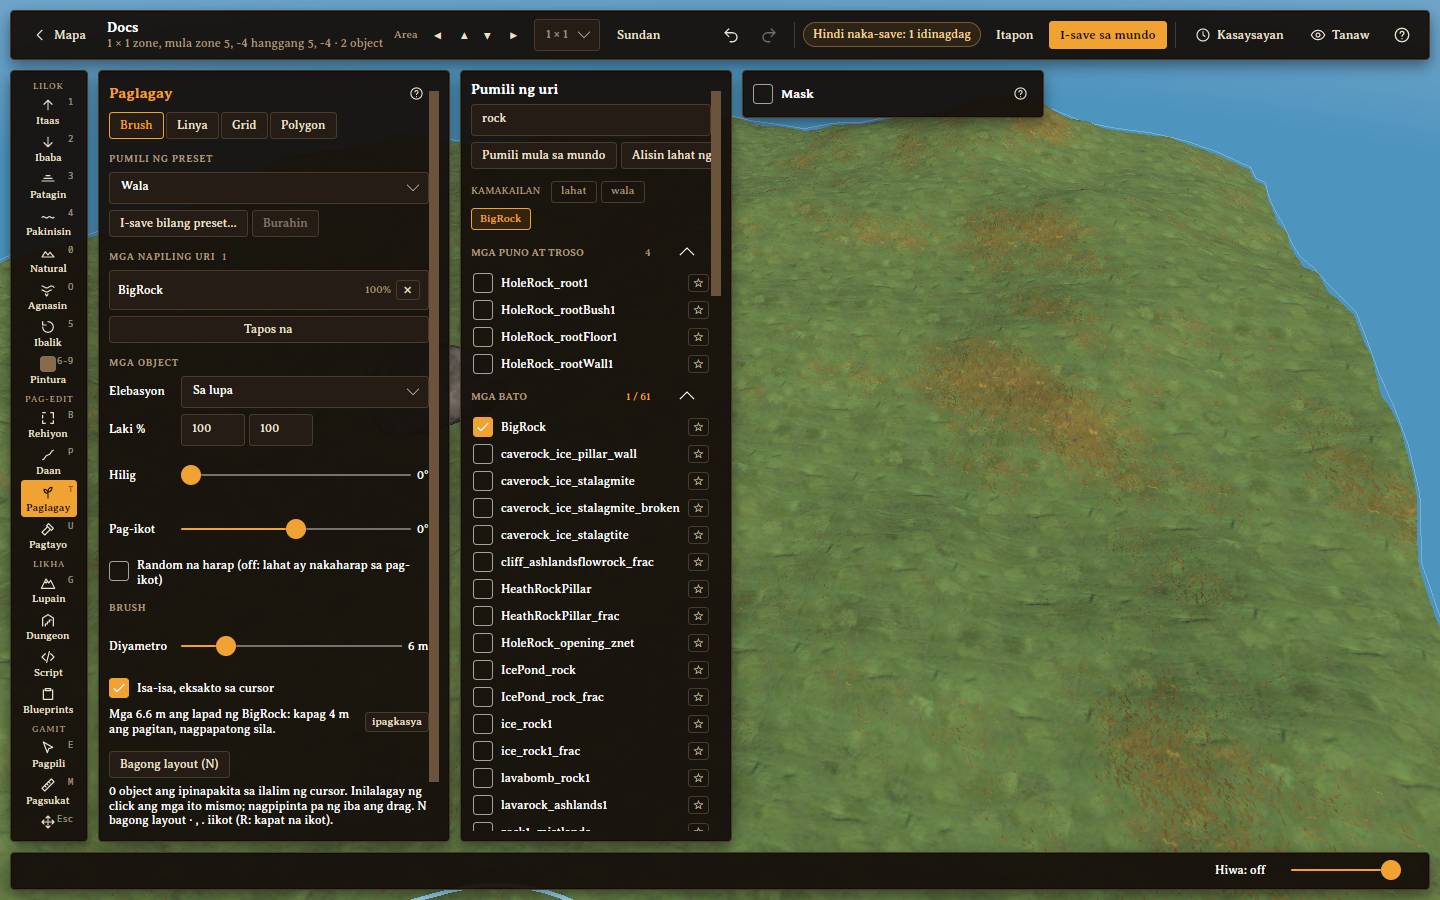 Mapa
Docs
1 × 1 zone, mula zone 5, -4 hanggang 5, -4 · 2 object
Area
1 × 1
Sundan
Hindi naka-save: 1 idinagdag
Itapon
I-save sa mundo
Kasaysayan
Tanaw
LILOK
Itaas 1
Ibaba 2
Patagin 3
Pakinisin 4
Natural 0
Agnasin O
Ibalik 5
Pintura 6-9
PAG-EDIT
Rehiyon B
Daan P
Paglagay T
Pagtayo U
LIKHA
Lupain G
Dungeon
Script
Blueprints
GAMIT
Pagpili E
Pagsukat M
Esc
Paglagay
Brush Linya Grid Polygon
PUMILI NG PRESET
Wala
I-save bilang preset... Burahin
MGA NAPILING URI 1
BigRock 100%
Tapos na
MGA OBJECT
Elebasyon Sa lupa
Laki % 100 100
Hilig 0°
Pag-ikot 0°
Random na harap (off: lahat ay nakaharap sa pag-
ikot)
BRUSH
Diyametro 6 m
Isa-isa, eksakto sa cursor
Mga 6.6 m ang lapad ng BigRock: kapag 4 m
ang pagitan, nagpapatong sila.
ipagkasya
Bagong layout (N)
0 object ang ipinapakita sa ilalim ng cursor. Inilalagay ng
click ang mga ito mismo; nagpipinta pa ng iba ang drag. N
bagong layout · , . iikot (R: kapat na ikot).
Pumili ng uri
rock
Pumili mula sa mundo Alisin lahat ng
KAMAKAILAN lahat wala
BigRock
MGA PUNO AT TROSO 4
HoleRock_root1
HoleRock_rootBush1
HoleRock_rootFloor1
HoleRock_rootWall1
MGA BATO 1 / 61
BigRock
caverock_ice_pillar_wall
caverock_ice_stalagmite
caverock_ice_stalagmite_broken
caverock_ice_stalagtite
cliff_ashlandsflowrock_frac
HeathRockPillar
HeathRockPillar_frac
HoleRock_opening_znet
IcePond_rock
IcePond_rock_frac
ice_rock1
ice_rock1_frac
lavabomb_rock1
lavarock_ashlands1
Mask
Hiwa: off